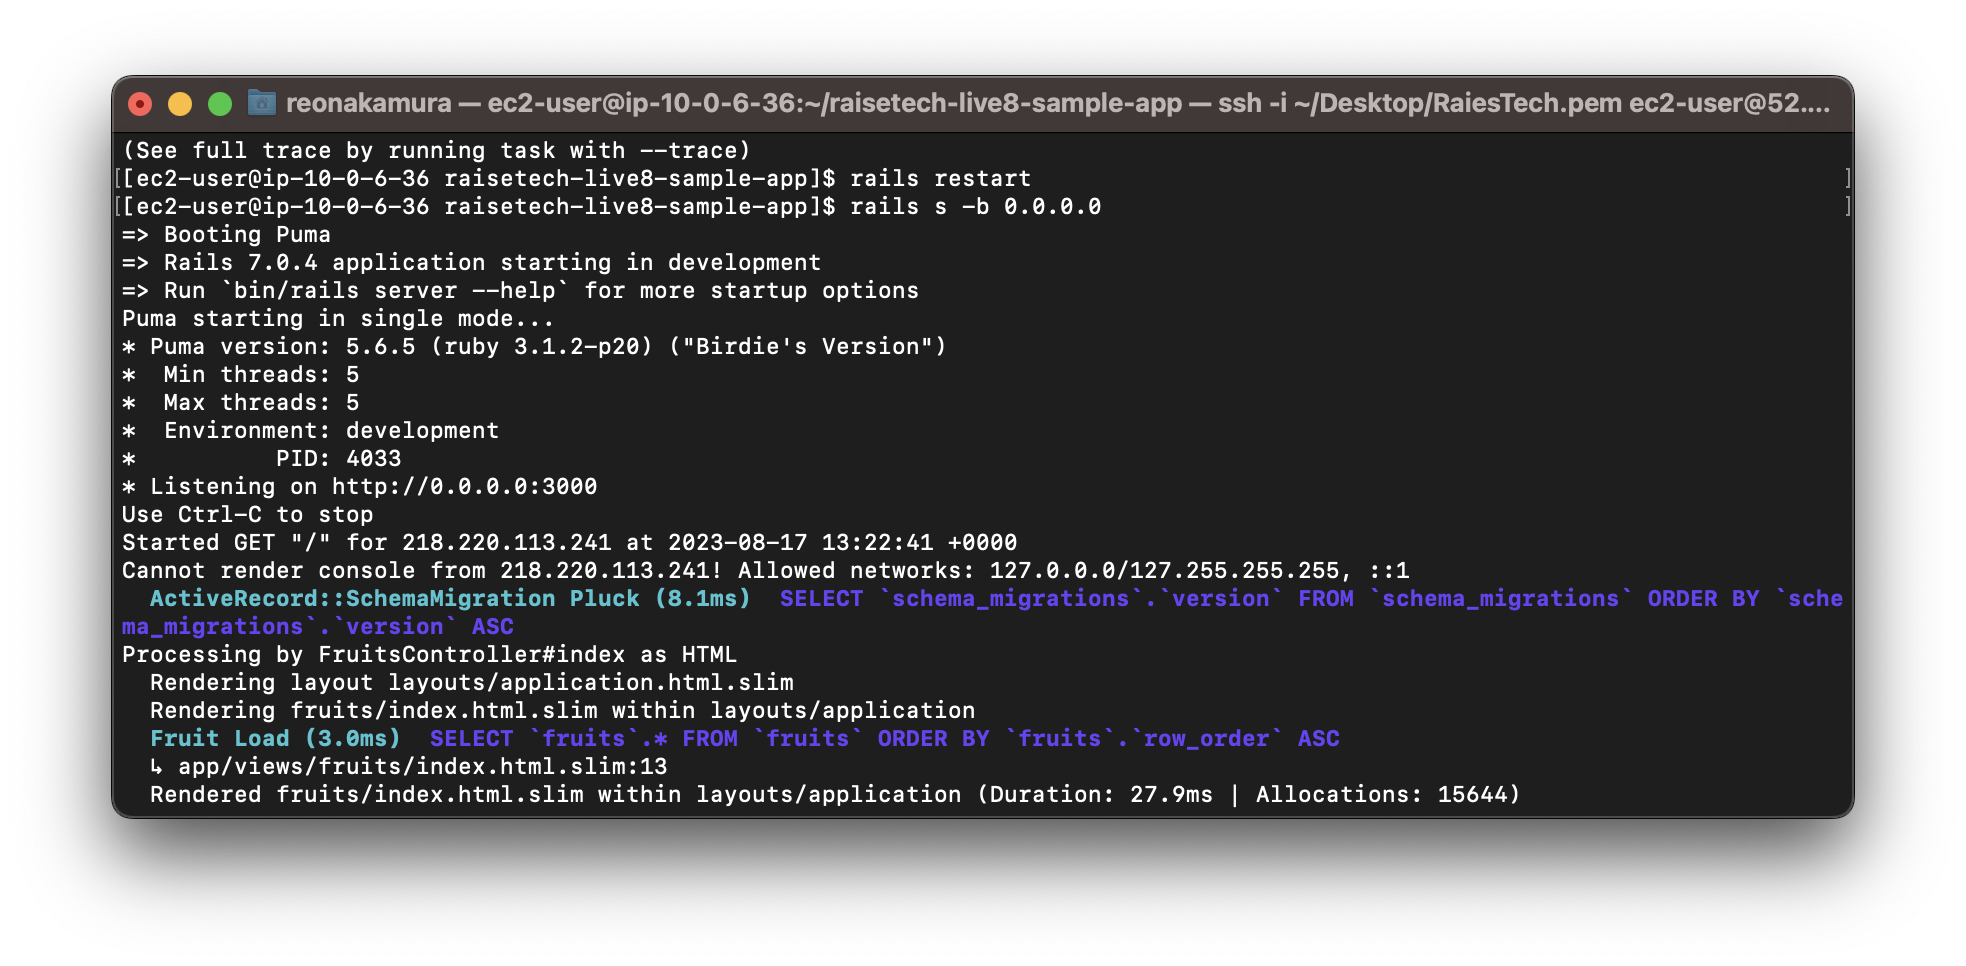 reonakamura — ec2-user@ip-10-0-6-36:~/raisetech-live8-sample-app — ssh -i ~/Desktop/RaiesTech.pem ec2-user@52....
(See full trace by running task with --trace)
[[ec2-user@ip-10-0-6-36 raisetech-live8-sample-app]$ rails restart ]
[[ec2-user@ip-10-0-6-36 raisetech-live8-sample-app]$ rails s -b 0.0.0.0 ]
=> Booting Puma
=> Rails 7.0.4 application starting in development
=> Run `bin/rails server --help` for more startup options
Puma starting in single mode...
* Puma version: 5.6.5 (ruby 3.1.2-p20) ("Birdie's Version")
*  Min threads: 5
*  Max threads: 5
*  Environment: development
*          PID: 4033
* Listening on http://0.0.0.0:3000
Use Ctrl-C to stop
Started GET "/" for 218.220.113.241 at 2023-08-17 13:22:41 +0000
Cannot render console from 218.220.113.241! Allowed networks: 127.0.0.0/127.255.255.255, ::1
  ActiveRecord::SchemaMigration Pluck (8.1ms)  SELECT `schema_migrations`.`version` FROM `schema_migrations` ORDER BY `sche
ma_migrations`.`version` ASC
Processing by FruitsController#index as HTML
  Rendering layout layouts/application.html.slim
  Rendering fruits/index.html.slim within layouts/application
  Fruit Load (3.0ms)  SELECT `fruits`.* FROM `fruits` ORDER BY `fruits`.`row_order` ASC
  ↳ app/views/fruits/index.html.slim:13
  Rendered fruits/index.html.slim within layouts/application (Duration: 27.9ms | Allocations: 15644)